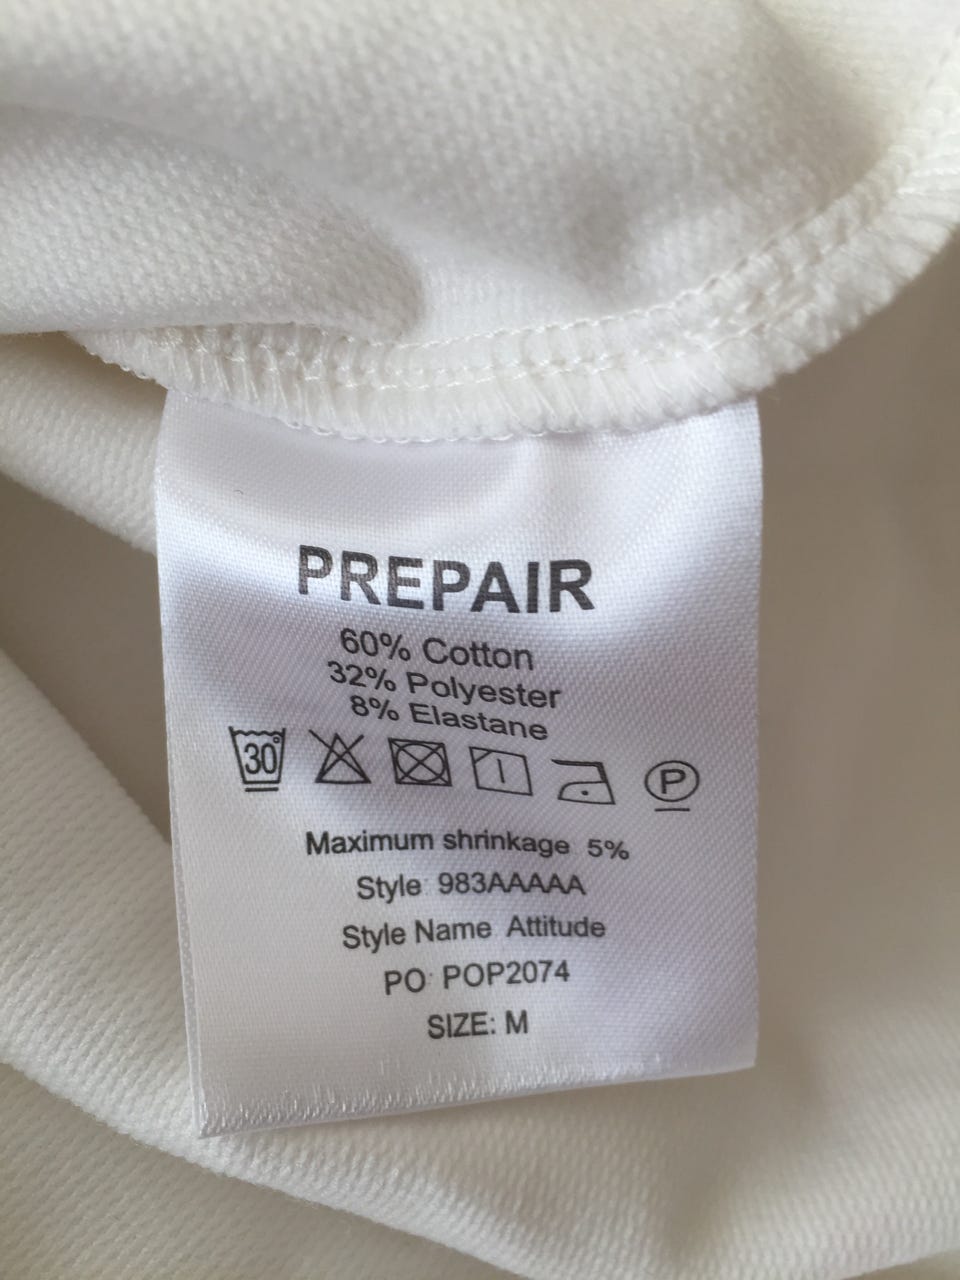 PREPAIR
60% Cotton
32% Polyester
8% Elastane
30 P
Maximum shrinkage 5%
Style: 983AAAAA
Style Name Attitude
PO: POP2074
SIZE: M